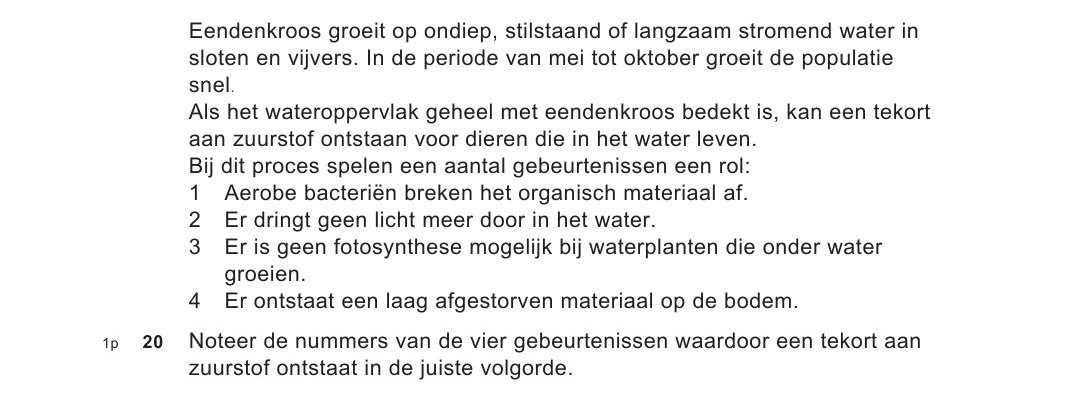 Eendenkroos groeit op ondiep, stilstaand of langzaam stromend water in
sloten en vijvers. In de periode van mei tot oktober groeit de populatie
snel.
Als het wateroppervlak geheel met eendenkroos bedekt is, kan een tekort
aan zuurstof ontstaan voor dieren die in het water leven.
Bij dit proces spelen een aantal gebeurtenissen een rol:
1 Aerobe bacteriën breken het organisch materiaal af.
2 Er dringt geen licht meer door in het water.
3 Er is geen fotosynthese mogelijk bij waterplanten die onder water
groeien.
4 Er ontstaat een laag afgestorven materiaal op de bodem.
1p 20 Noteer de nummers van de vier gebeurtenissen waardoor een tekort aan
zuurstof ontstaat in de juiste volgorde.